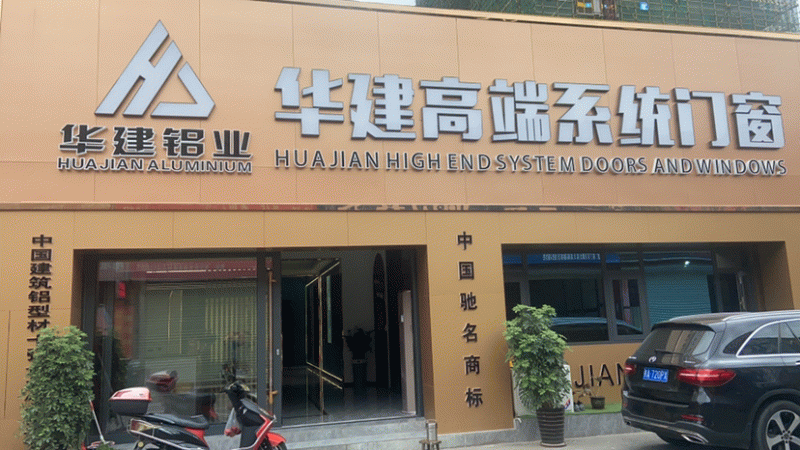 华建铝业
HUAJIAN ALUMINIUM
华建高端系统门窗
HUAJIAN HIGH END SYSTEM DOORS AND WINDOWS
中国建筑铝型材
中国驰名商标
JIAN